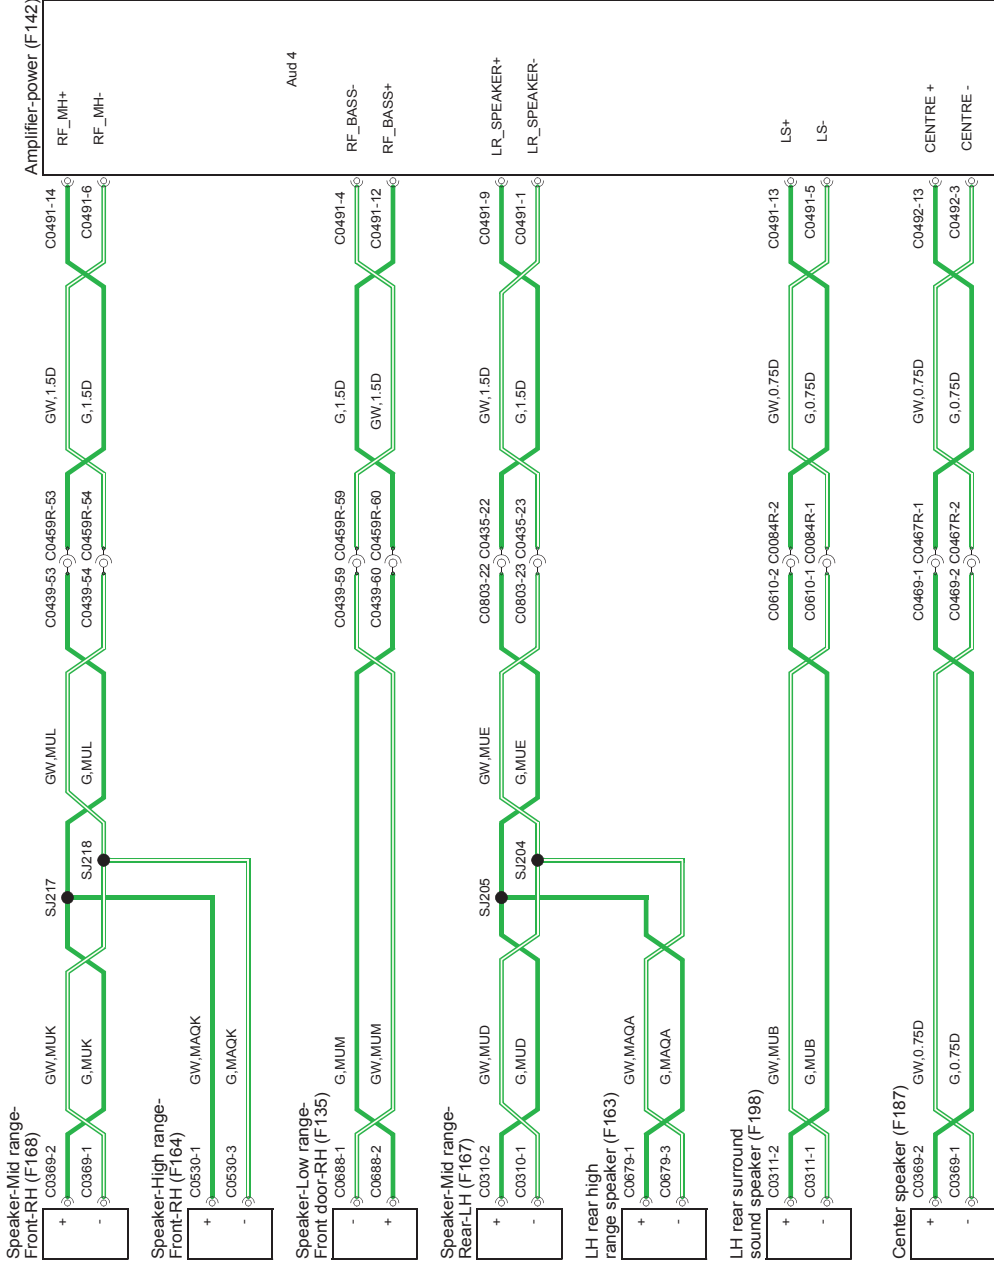 Amplifier-power (F142)
RF_MH+
RF_MH-
Aud 4
RF_BASS-
RF_BASS+
LR_SPEAKER+
LR_SPEAKER-
LS+
LS-
CENTRE +
CENTRE -
C0491-14
C0491-6
C0491-4
C0491-12
C0491-9
C0491-1
C0491-13
C0491-5
C0492-13
C0492-3
GW,1.5D
G,1.5D
G,1.5D
GW,1.5D
GW,1.5D
G,1.5D
GW,0.75D
G,0.75D
GW,0.75D
G,0.75D
C0439-53 C0459R-53
C0439-54 C0459R-54
C0439-59 C0459R-59
C0439-60 C0459R-60
C0803-22 C0435-22
C0803-23 C0435-23
C0610-2 C0084R-2
C0610-1 C0084R-1
C0469-1 C0467R-1
C0469-2 C0467R-2
GW,MUL
G,MUL
GW,MUE
G,MUE
SJ217
SJ218
SJ205
SJ204
GW,MUK
G,MUK
GW,MAQK
G,MAQK
G,MUM
GW,MUM
GW,MUD
G,MUD
GW,MAQA
G,MAQA
GW,MUB
G,MUB
GW,0.75D
G,0.75D
Speaker-Mid range-
Front-RH (F168)
C0369-2
C0369-1
+
-
Speaker-High range-
Front-RH (F164)
C0530-1
C0530-3
+
-
Speaker-Low range-
Front door-RH (F135)
C0688-1
C0688-2
-
+
Speaker-Mid range-
Rear-LH (F167)
C0310-2
C0310-1
+
-
LH rear high
range speaker (F163)
C0679-1
C0679-3
+
-
LH rear surround
sound speaker (F198)
C0311-2
C0311-1
+
-
Center speaker (F187)
C0369-2
C0369-1
+
-